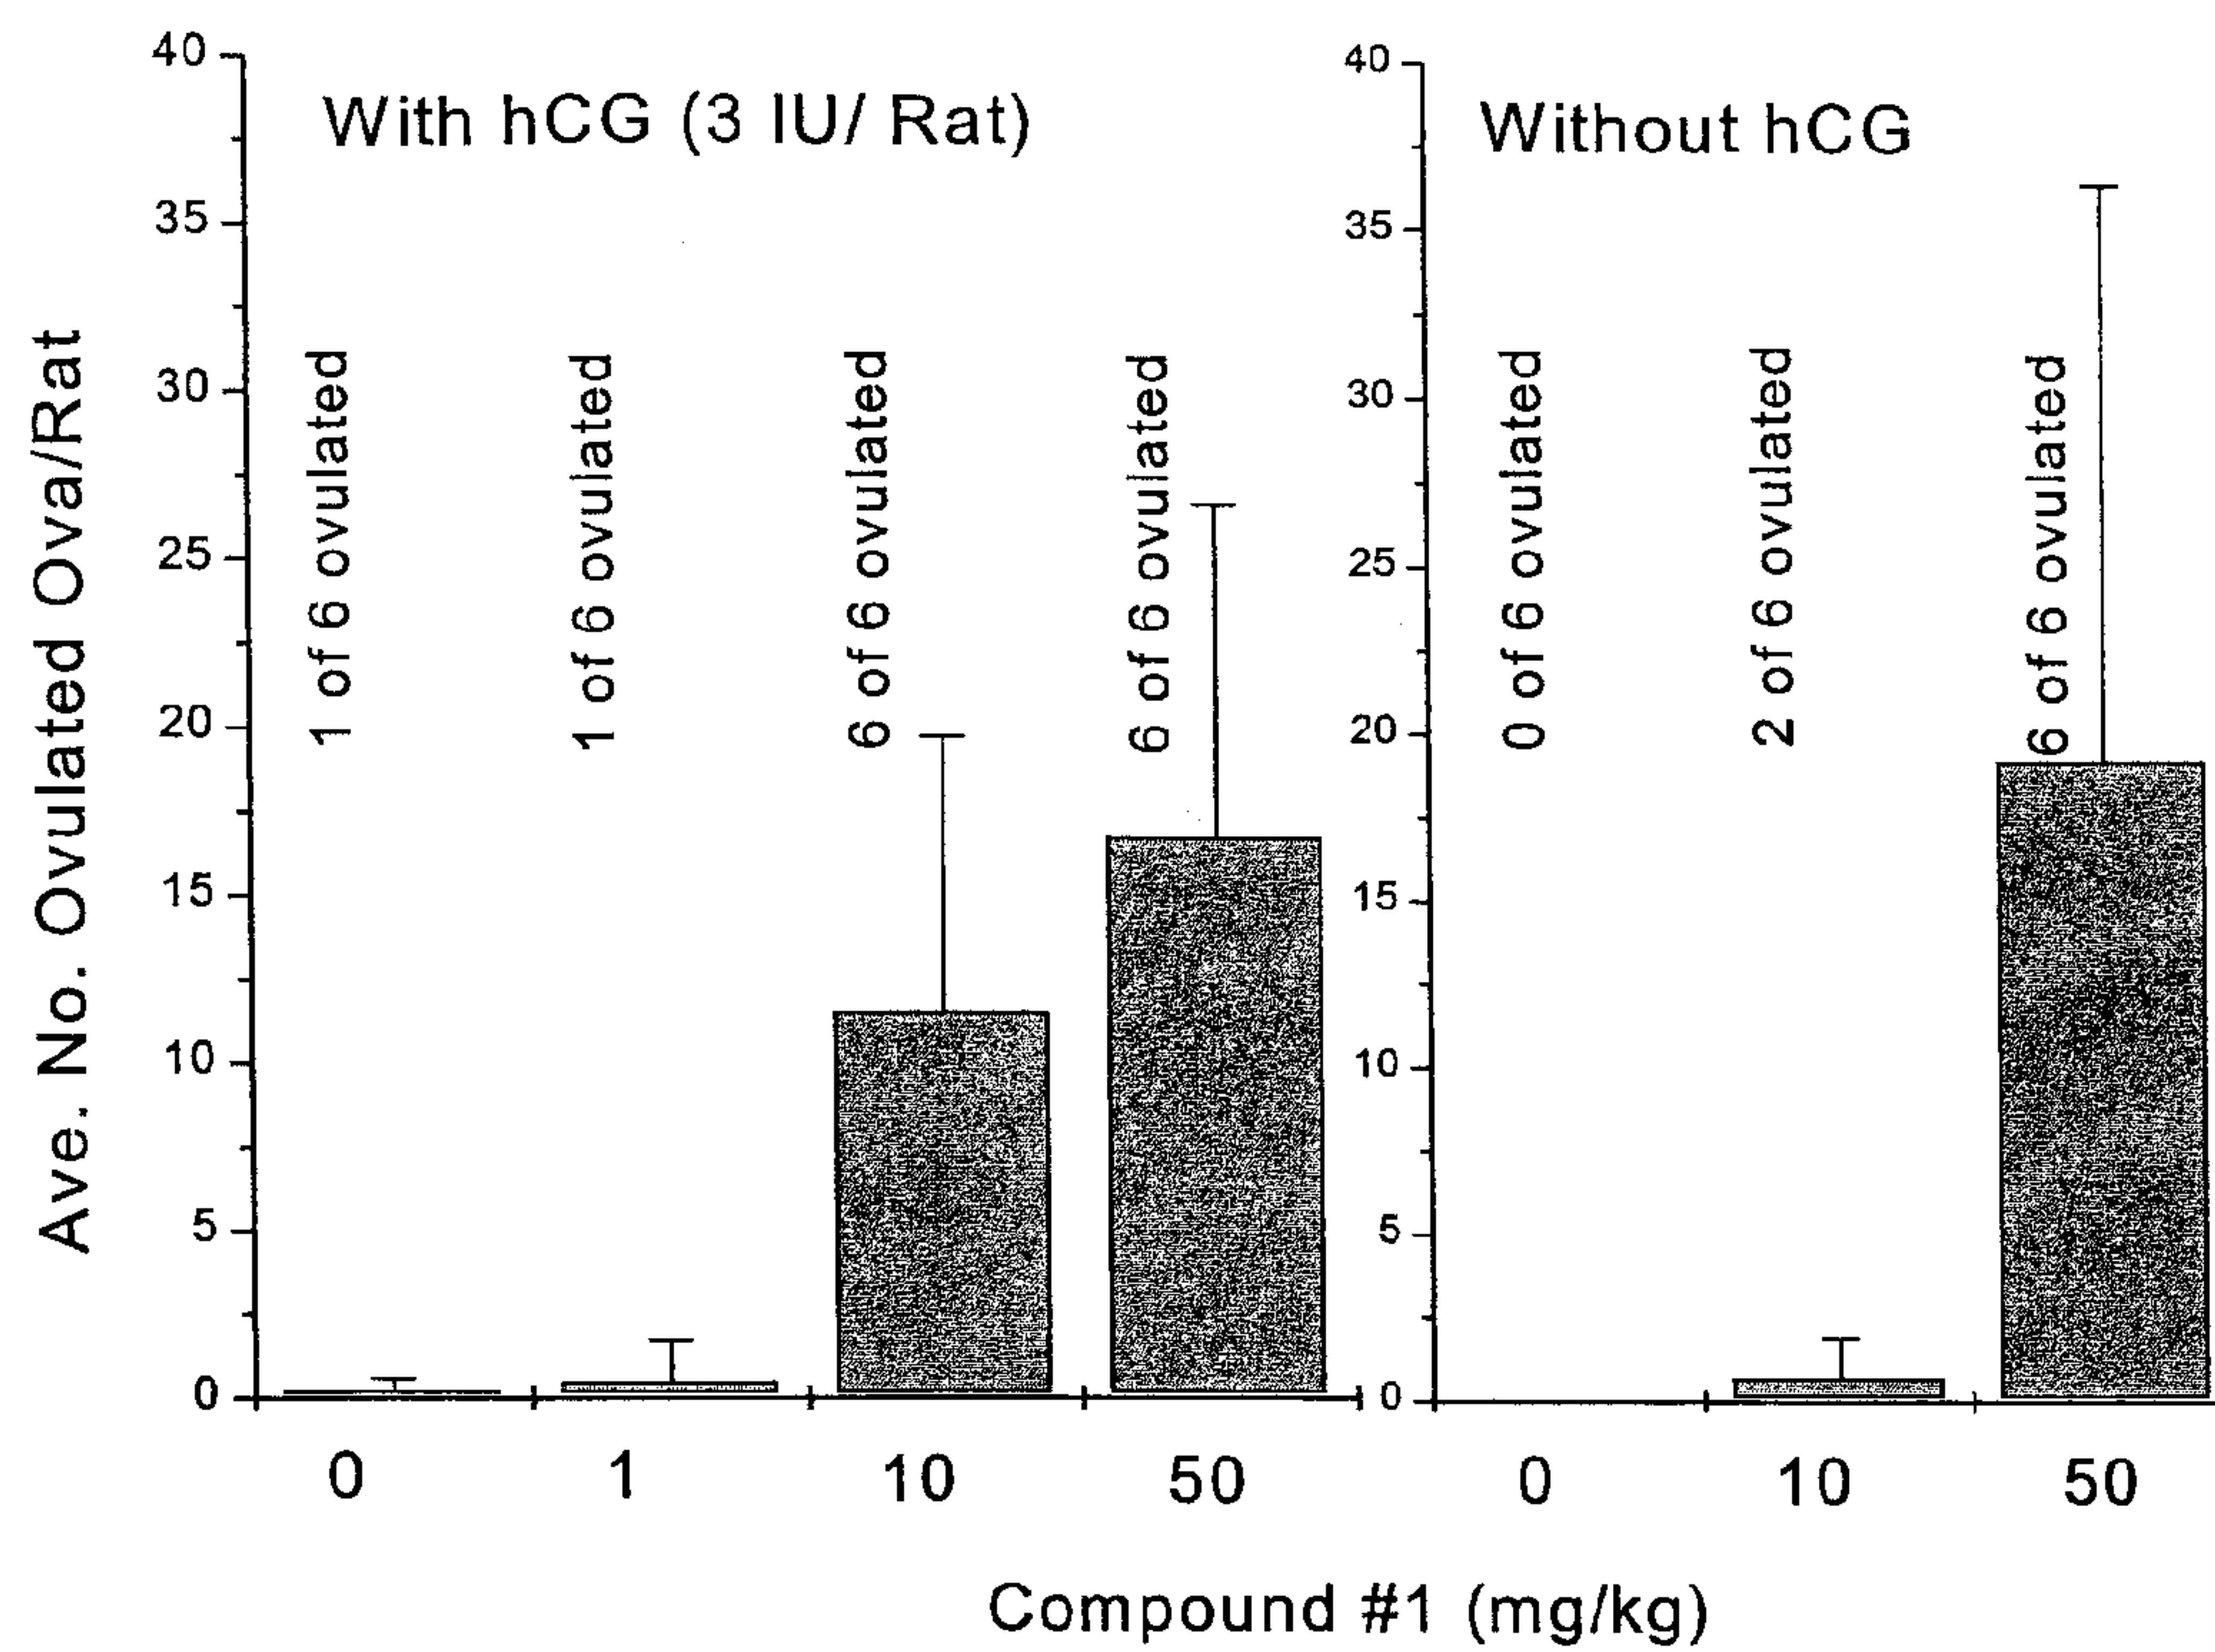 Ave. No. Ovulated Ova/Rat
40
35
30
25
20
15
10
5
0
With hCG (3 IU/ Rat)
1 of 6 ovulated
1 of 6 ovulated
6 of 6 ovulated
6 of 6 ovulated
0
1
10
50
40
35
30
25
20
15
10
5
0
Without hCG
0 of 6 ovulated
2 of 6 ovulated
6 of 6 ovulated
0
10
50
Compound #1 (mg/kg)